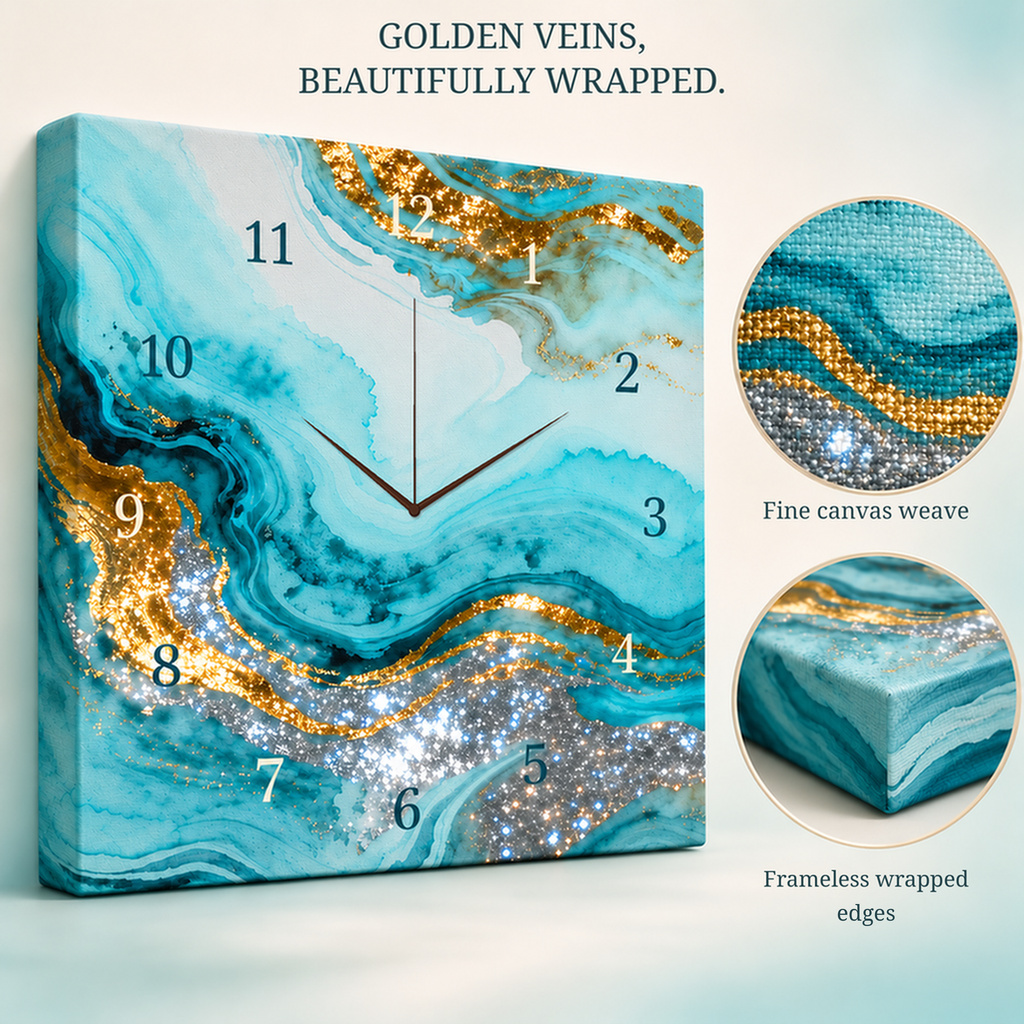 GOLDEN VEINS,
BEAUTIFULLY WRAPPED.
11
12
1
10
2
9
3
8
4
7
5
6
Fine canvas weave
Frameless wrapped
edges